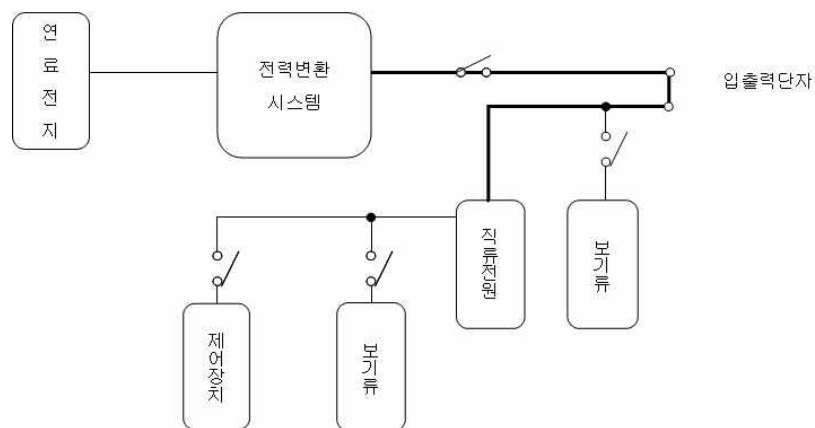 연료전지
전력변환
시스템
입출력단자
직류전원
보기류
제어장치
보기류